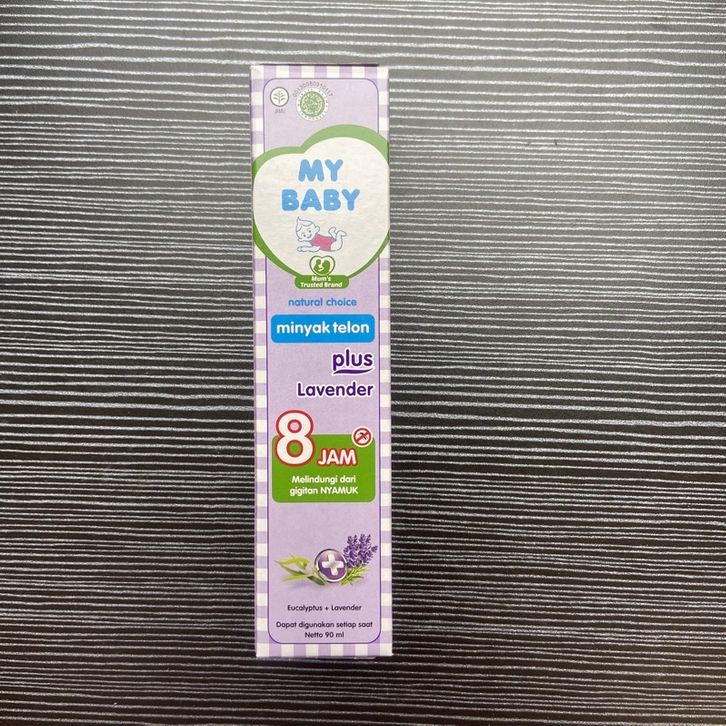 JAMU
MY
BABY
Mum's
Trusted Brand
natural choice
minyak telon
plus
Lavender
8 JAM
Melindungi dari
gigitan NYAMUK
Eucalyptus + Lavender
Dapat digunakan setiap saat
Netto 90 ml